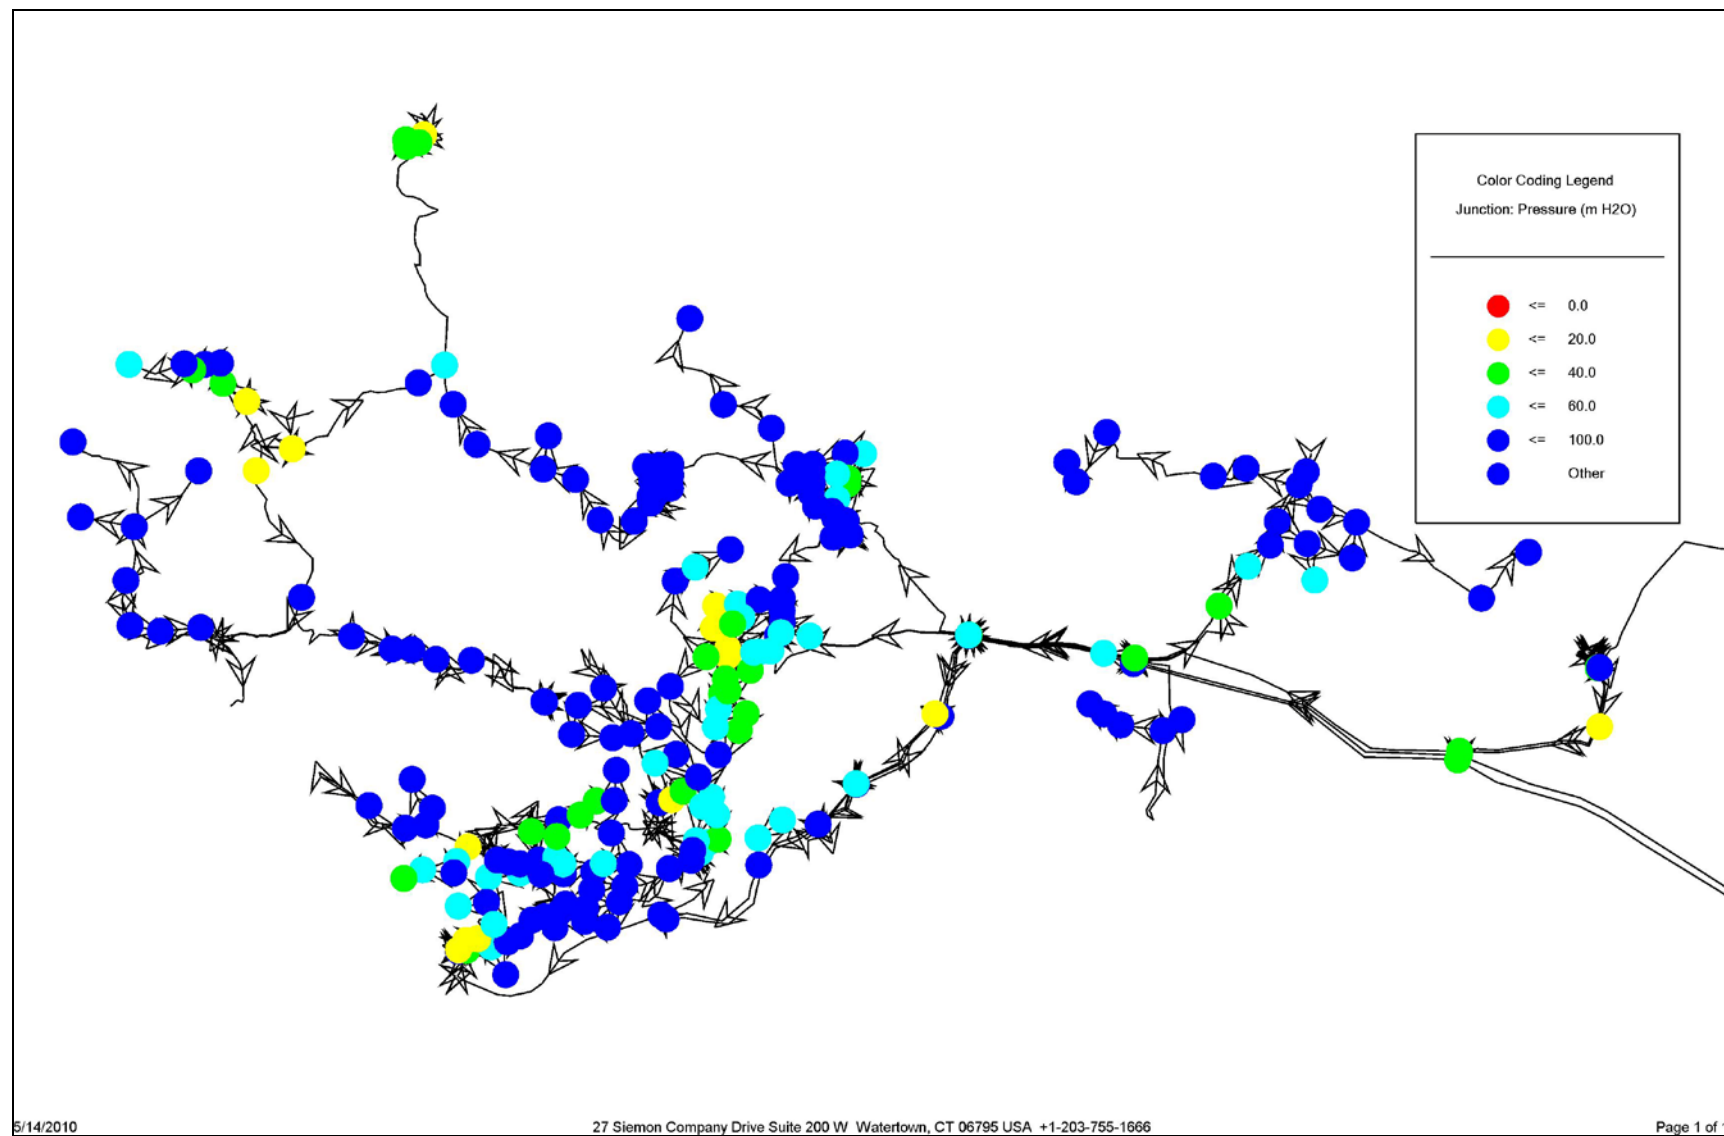 Color Coding Legend
Junction: Pressure (m H2O)
<= 0.0
<= 20.0
<= 40.0
<= 60.0
<= 100.0
Other
5/14/2010
27 Siemon Company Drive Suite 200 W Watertown, CT 06795 USA +1-203-755-1666
Page 1 of